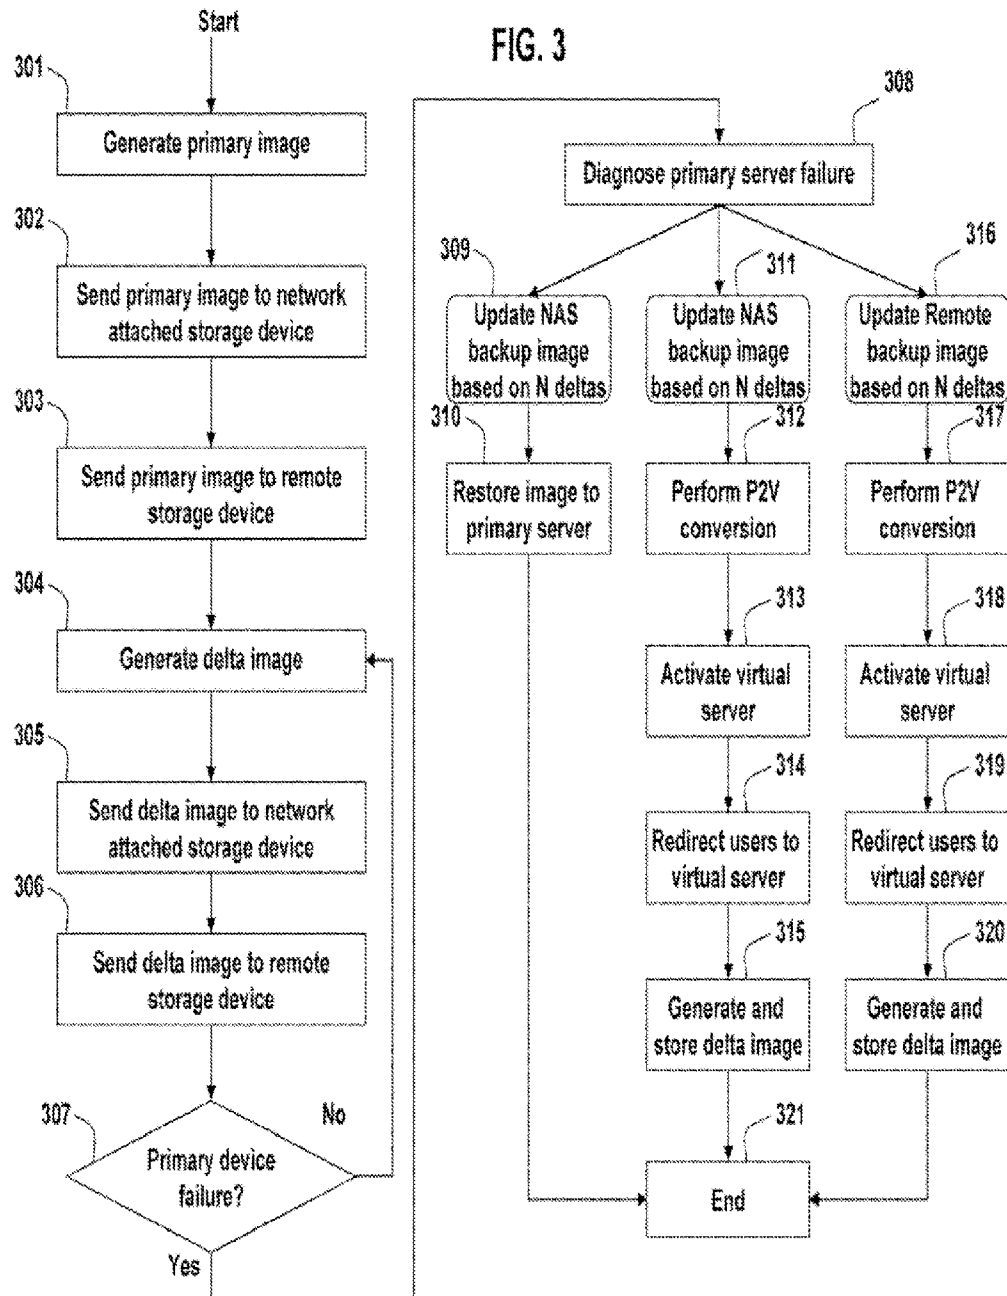 FIG. 3
Start
301
Generate primary image
302
Send primary image to network
attached storage device
303
Send primary image to remote
storage device
304
Generate delta image
305
Send delta image to network
attached storage device
306
Send delta image to remote
storage device
307
Primary device
failure?
No
Yes
308
Diagnose primary server failure
309
Update NAS
backup image
based on N deltas
310
Restore image to
primary server
311
Update NAS
backup image
based on N deltas
312
Perform P2V
conversion
313
Activate virtual
server
314
Redirect users to
virtual server
315
Generate and
store delta image
316
Update Remote
backup image
based on N deltas
317
Perform P2V
conversion
318
Activate virtual
server
319
Redirect users to
virtual server
320
Generate and
store delta image
321
End